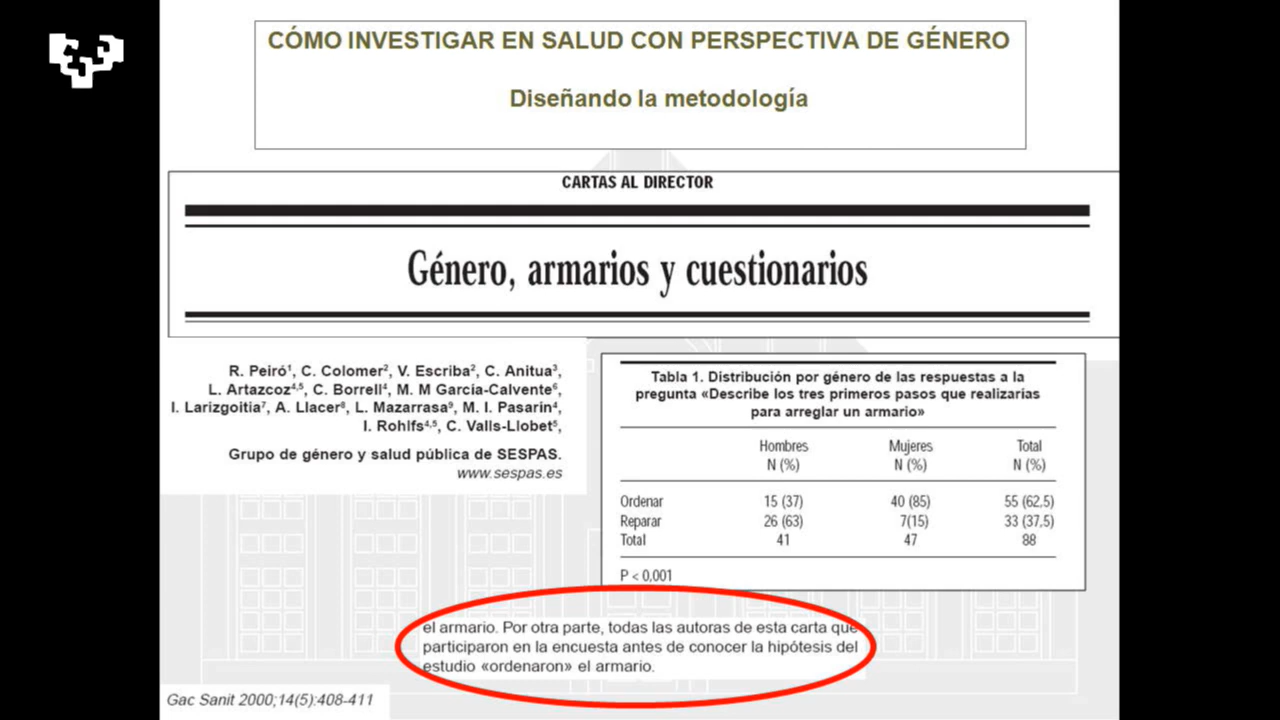 CÓMO INVESTIGAR EN SALUD CON PERSPECTIVA DE GÉNERO
Diseñando la metodología
CARTAS AL DIRECTOR
Género, armarios y cuestionarios
R. Peiró¹, C. Colomer², V. Escriba², C. Anitua³,
L. Artazcoz⁴,⁵, C. Borrell⁴, M. M García-Calvente⁶,
I. Larizgoitia⁷, A. Llacer⁸, L. Mazarrasa⁹, M. I. Pasarín⁴,
I. Rohlfs⁴,⁵, C. Valls-Llobet⁵,
Grupo de género y salud pública de SESPAS.
www.sespas.es
Tabla 1. Distribución por género de las respuestas a la
pregunta «Describe los tres primeros pasos que realizarías
para arreglar un armario»
Hombres Mujeres Total
N (%) N (%) N (%)
Ordenar 15 (37) 40 (85) 55 (62,5)
Reparar 26 (63) 7(15) 33 (37,5)
Total 41 47 88
P < 0,001
el armario. Por otra parte, todas las autoras de esta carta que
participaron en la encuesta antes de conocer la hipótesis del
estudio «ordenaron» el armario.
Gac Sanit 2000;14(5):408-411